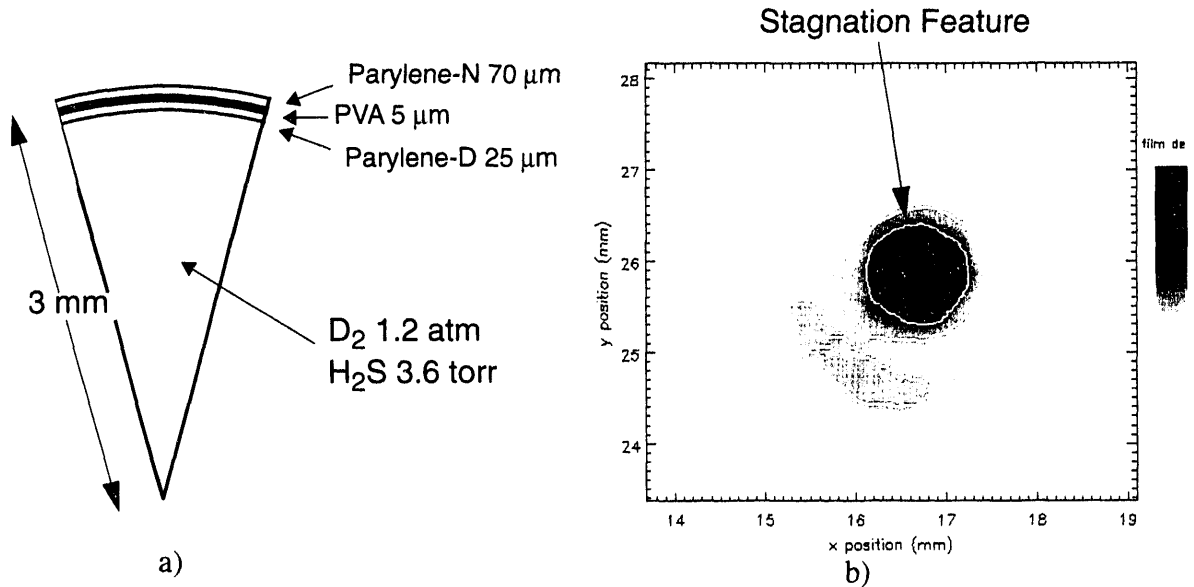 Parylene-N 70 μm
PVA 5 μm
Parylene-D 25 μm
3 mm
D2 1.2 atm
H2S 3.6 torr
a)
Stagnation Feature
film de
28
27
26
25
24
y position (mm)
14 15 16 17 18 19
x position (mm)
b)